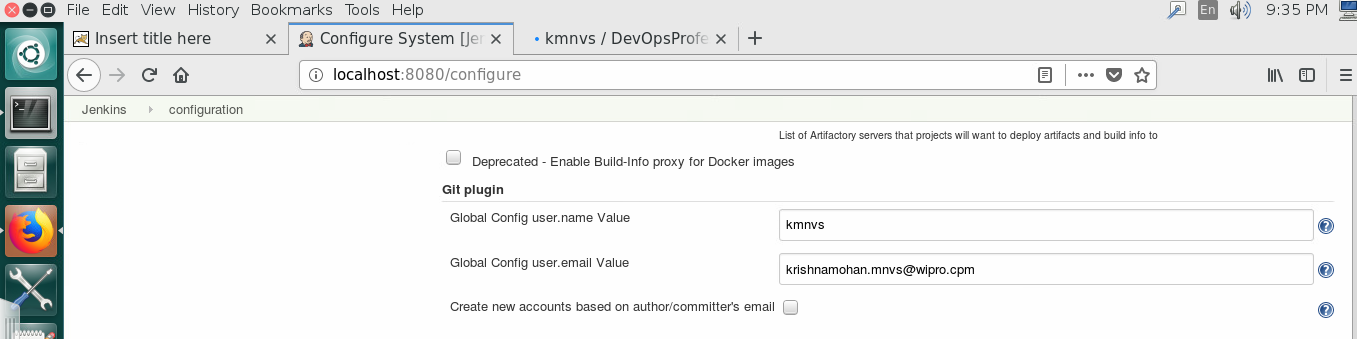 File Edit View History Bookmarks Tools Help
En 9:35 PM
Insert title here
Configure System [Jer
kmnvs / DevOpsProfe
localhost:8080/configure
Jenkins configuration
List of Artifactory servers that projects will want to deploy artifacts and build info to
Deprecated - Enable Build-Info proxy for Docker images
Git plugin
Global Config user.name Value kmnvs
Global Config user.email Value krishnamohan.mnvs@wipro.cpm
Create new accounts based on author/committer's email